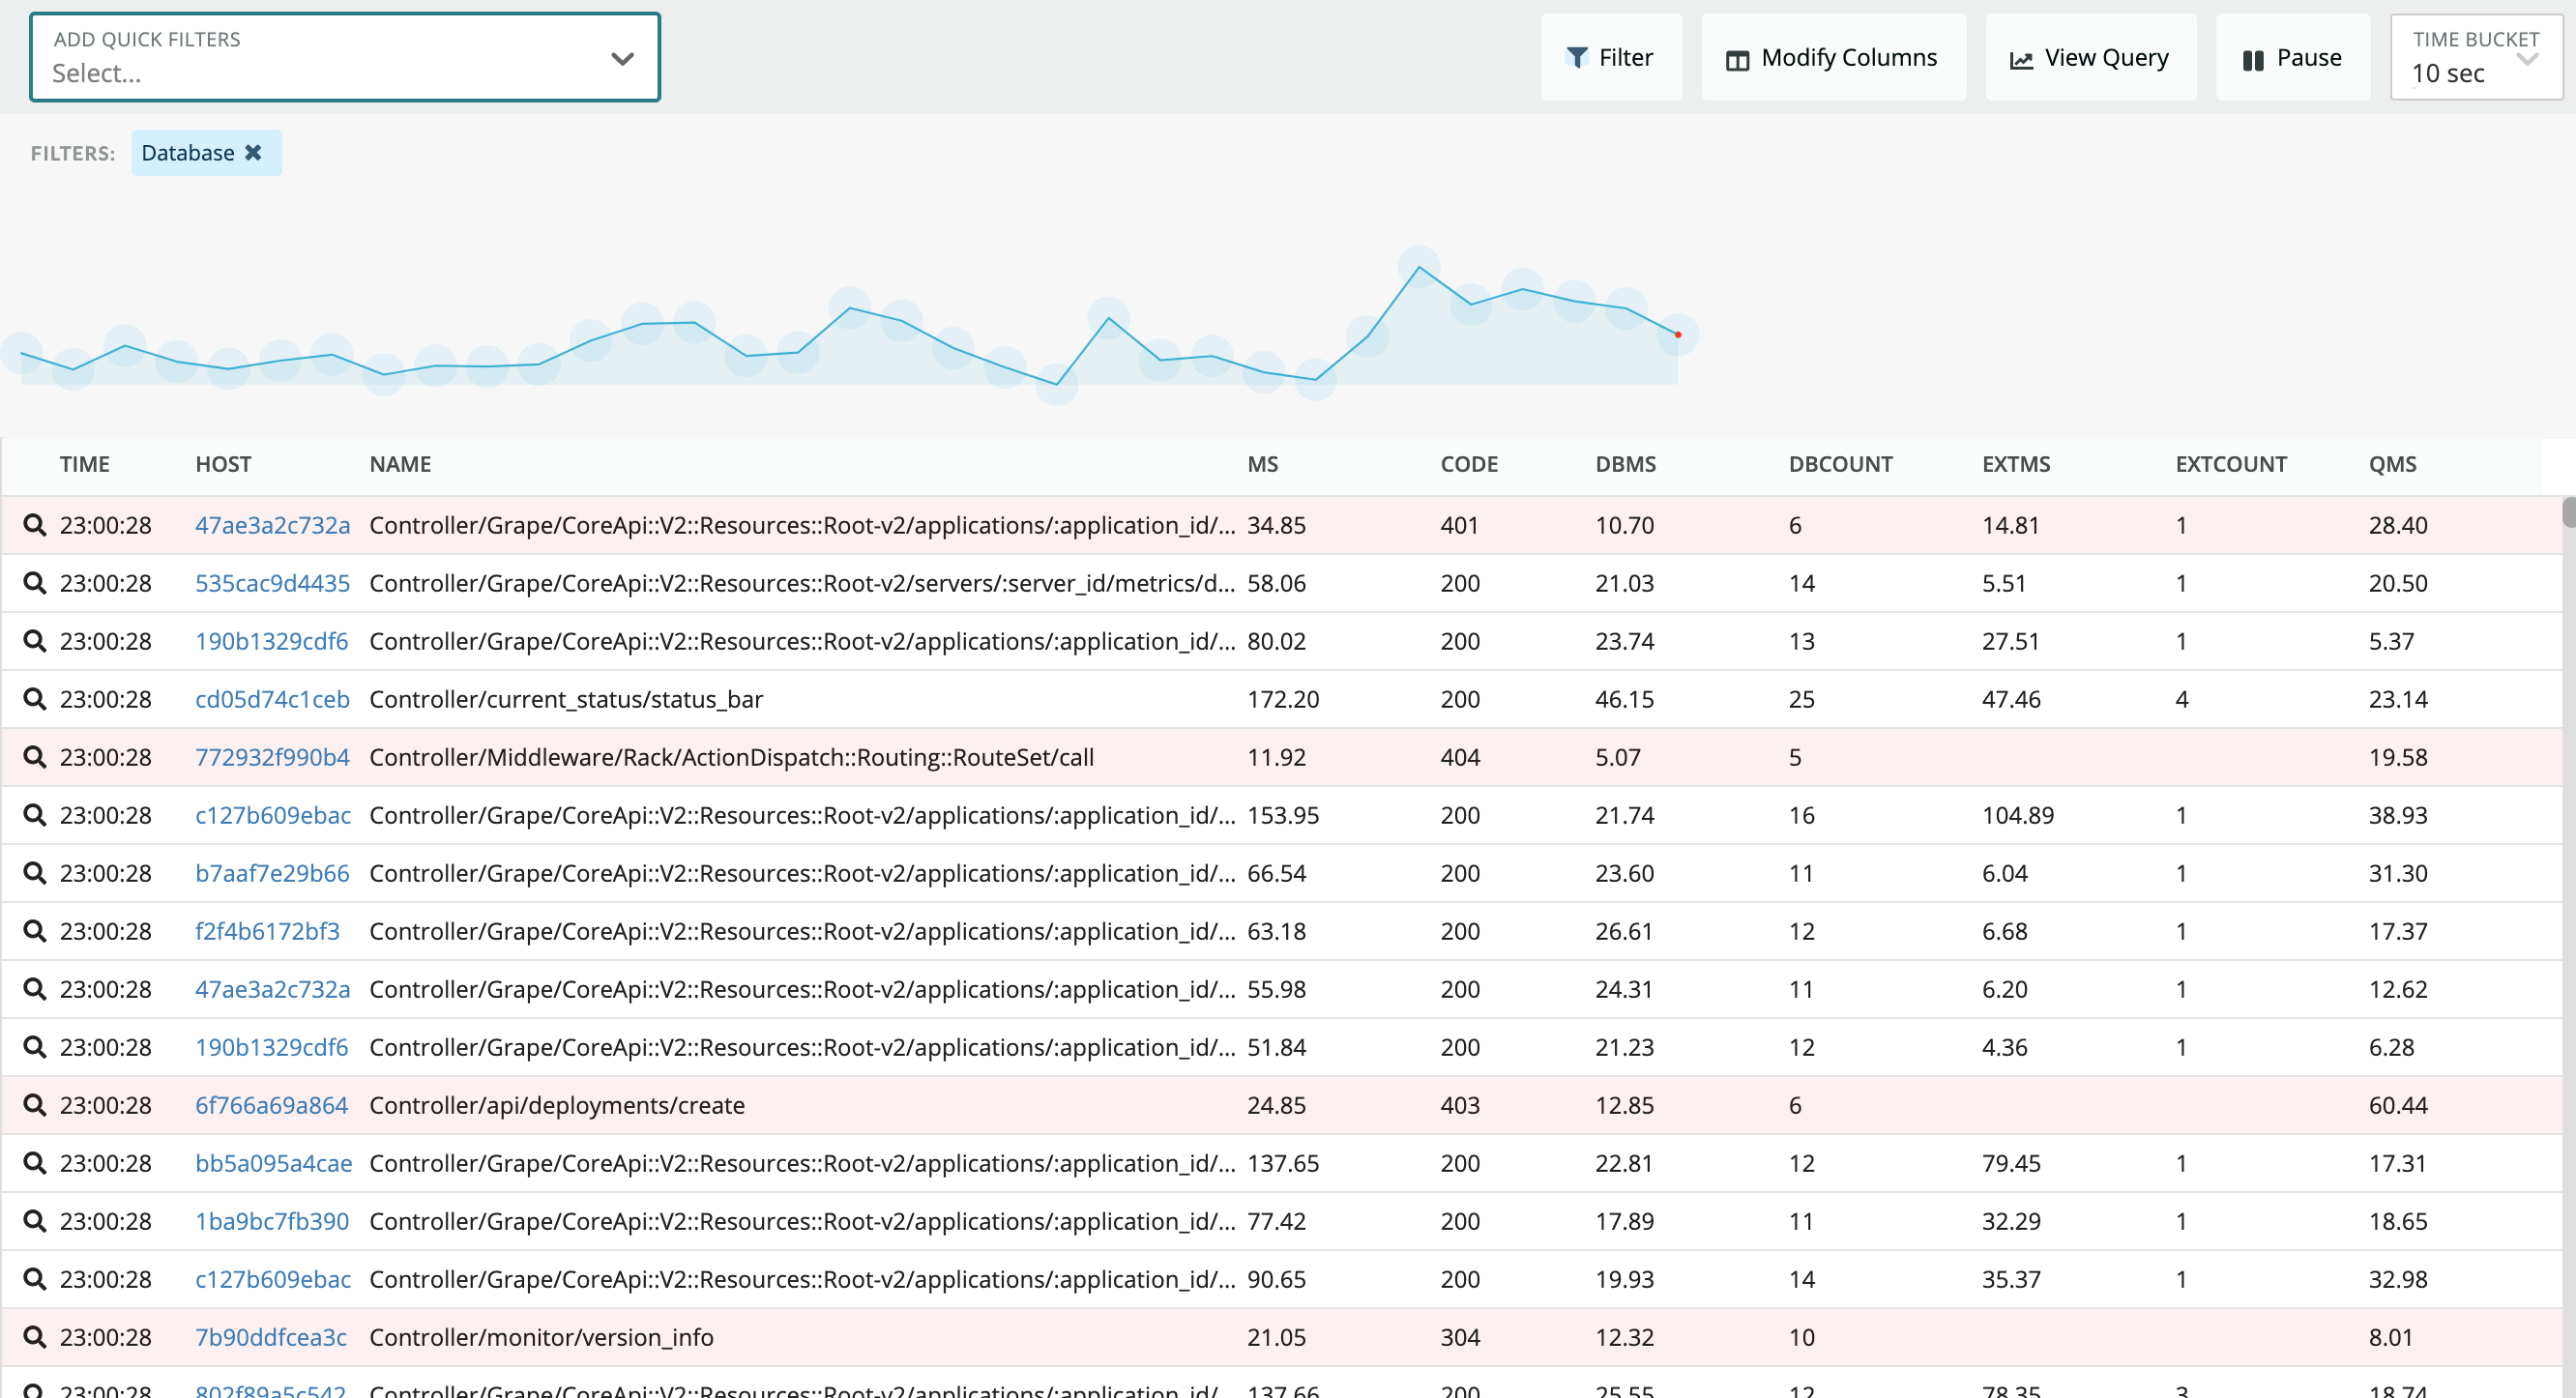 ADD QUICK FILTERS
Select...
Filter
Modify Columns
View Query
Pause
TIME BUCKET
10 sec
FILTERS: Database
TIME HOST NAME MS CODE DBMS DBCOUNT EXTMS EXTCOUNT QMS
23:00:28 47ae3a2c732a Controller/Grape/CoreApi::V2::Resources::Root-v2/applications/:application_id/... 34.85 401 10.70 6 14.81 1 28.40
23:00:28 535cac9d4435 Controller/Grape/CoreApi::V2::Resources::Root-v2/servers/:server_id/metrics/d... 58.06 200 21.03 14 5.51 1 20.50
23:00:28 190b1329cdf6 Controller/Grape/CoreApi::V2::Resources::Root-v2/applications/:application_id/... 80.02 200 23.74 13 27.51 1 5.37
23:00:28 cd05d74c1ceb Controller/current_status/status_bar 172.20 200 46.15 25 47.46 4 23.14
23:00:28 772932f990b4 Controller/Middleware/Rack/ActionDispatch::Routing::RouteSet/call 11.92 404 5.07 5 19.58
23:00:28 c127b609ebac Controller/Grape/CoreApi::V2::Resources::Root-v2/applications/:application_id/... 153.95 200 21.74 16 104.89 1 38.93
23:00:28 b7aaf7e29b66 Controller/Grape/CoreApi::V2::Resources::Root-v2/applications/:application_id/... 66.54 200 23.60 11 6.04 1 31.30
23:00:28 f2f4b6172bf3 Controller/Grape/CoreApi::V2::Resources::Root-v2/applications/:application_id/... 63.18 200 26.61 12 6.68 1 17.37
23:00:28 47ae3a2c732a Controller/Grape/CoreApi::V2::Resources::Root-v2/applications/:application_id/... 55.98 200 24.31 11 6.20 1 12.62
23:00:28 190b1329cdf6 Controller/Grape/CoreApi::V2::Resources::Root-v2/applications/:application_id/... 51.84 200 21.23 12 4.36 1 6.28
23:00:28 6f766a69a864 Controller/api/deployments/create 24.85 403 12.85 6 60.44
23:00:28 bb5a095a4cae Controller/Grape/CoreApi::V2::Resources::Root-v2/applications/:application_id/... 137.65 200 22.81 12 79.45 1 17.31
23:00:28 1ba9bc7fb390 Controller/Grape/CoreApi::V2::Resources::Root-v2/applications/:application_id/... 77.42 200 17.89 11 32.29 1 18.65
23:00:28 c127b609ebac Controller/Grape/CoreApi::V2::Resources::Root-v2/applications/:application_id/... 90.65 200 19.93 14 35.37 1 32.98
23:00:28 7b90ddfcea3c Controller/monitor/version_info 21.05 304 12.32 10 8.01
23:00:28 802f89a5c542 Controller/Grape/CoreApi::V2::Resources::Root-v2/applications/:application_id/ 137.66 200 25.55 12 78.35 3 18.74